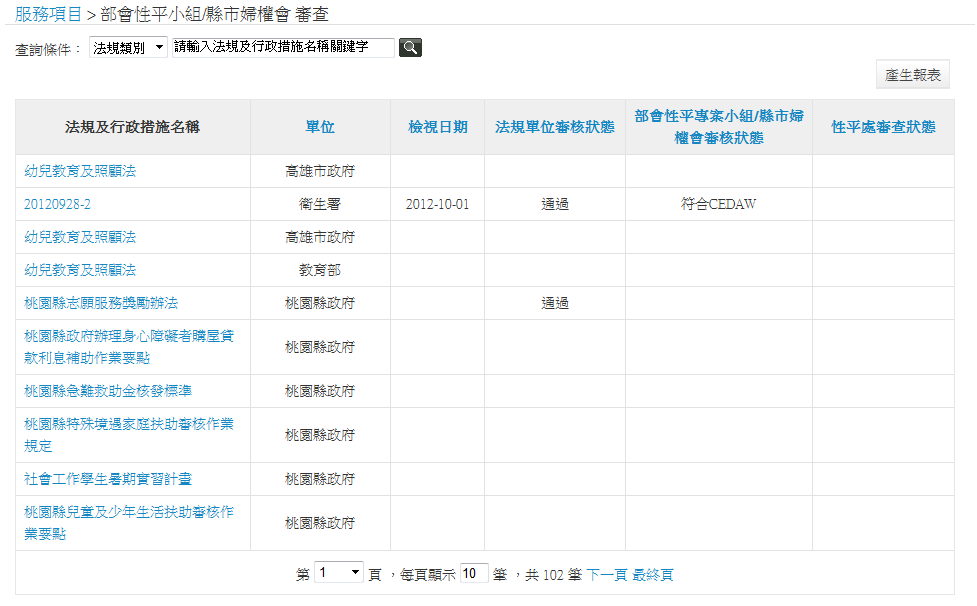 服務項目 > 部會性平小組/縣市婦權會 審查
查詢條件： 法規類別 請輸入法規及行政措施名稱關鍵字
產生報表
法規及行政措施名稱 單位 檢視日期 法規單位審核狀態 部會性平專案小組/縣市婦權會審核狀態 性平處審查狀態
幼兒教育及照顧法 高雄市政府
20120928-2 衛生署 2012-10-01 通過 符合CEDAW
幼兒教育及照顧法 高雄市政府
幼兒教育及照顧法 教育部
桃園縣志願服務獎勵辦法 桃園縣政府 通過
桃園縣政府辦理身心障礙者購屋貸
款利息補助作業要點 桃園縣政府
桃園縣急難救助金核發標準 桃園縣政府
桃園縣特殊境遇家庭扶助審核作業
規定 桃園縣政府
社會工作學生暑期實習計畫 桃園縣政府
桃園縣兒童及少年生活扶助審核作
業要點 桃園縣政府
第 1 頁，每頁顯示 10 筆，共 102 筆 下一頁 最終頁